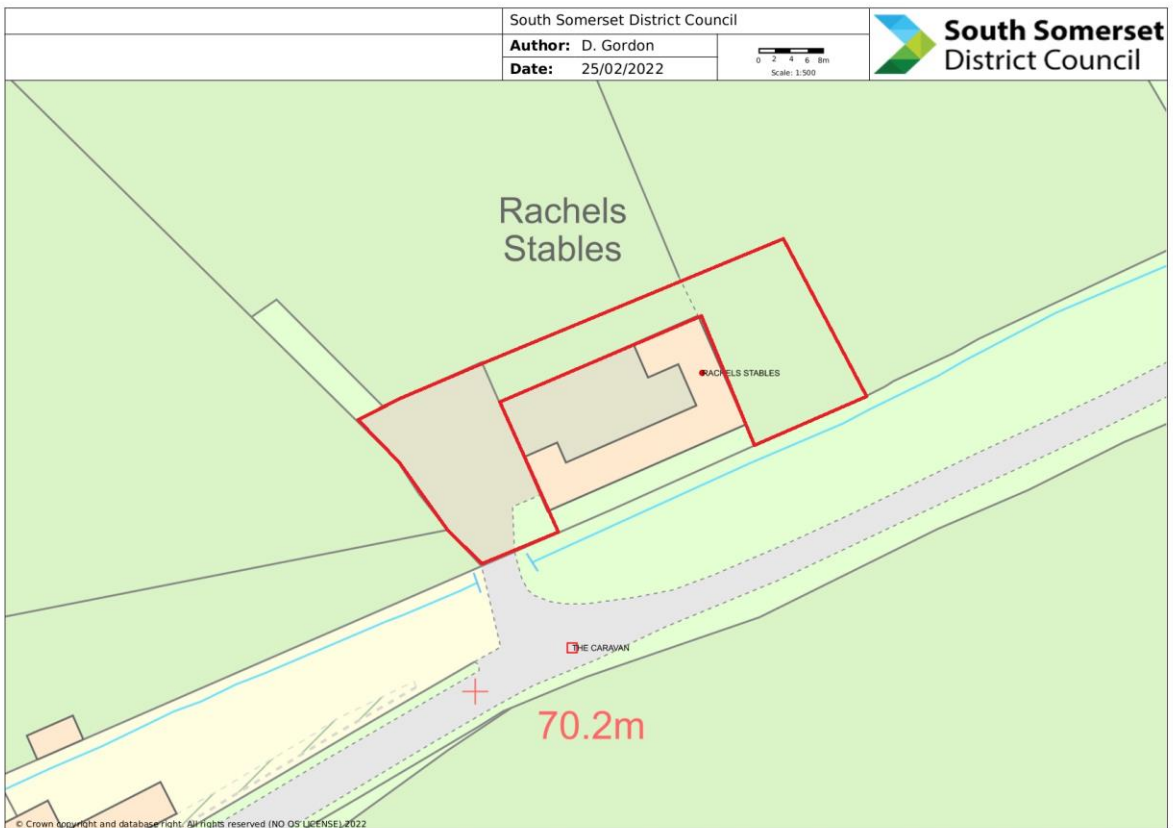 South Somerset District Council
Author: D. Gordon
Date: 25/02/2022
0 2 4 6 8m
Scale: 1:500
South Somerset
District Council
Rachels
Stables
RACHELS STABLES
THE CARAVAN
70.2m
© Crown copyright and database right. All rights reserved (NO OS LICENSE) 2022